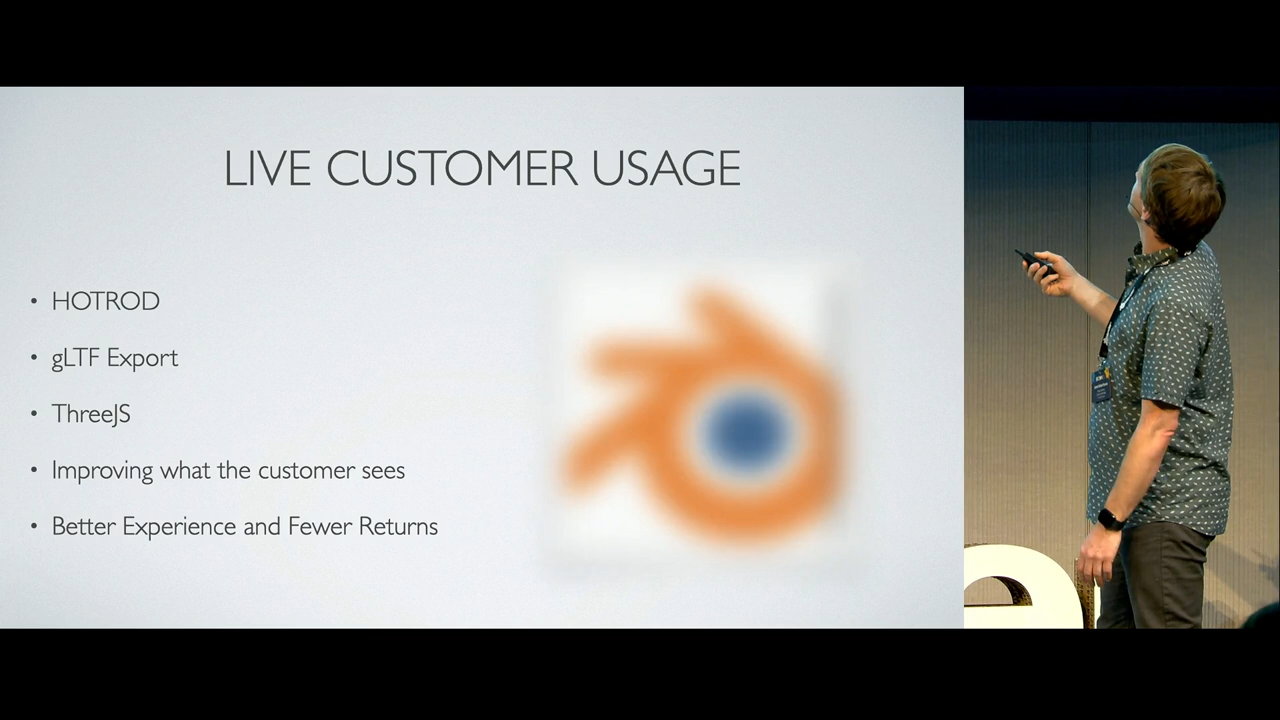 LIVE CUSTOMER USAGE
• HOTROD
• gLTF Export
• ThreeJS
• Improving what the customer sees
• Better Experience and Fewer Returns